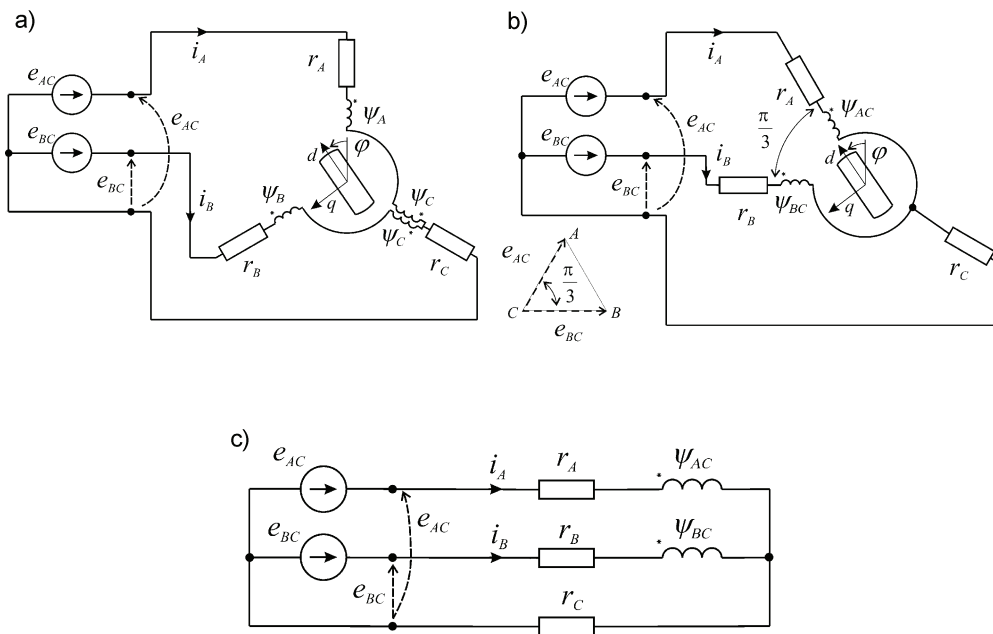 a)
i_A
r_A
e_AC
ψ_A
e_AC
d
φ
e_BC
e_BC
q
ψ_B
ψ_C
i_B
ψ_C
r_B
r_C
b)
i_A
e_AC
r_A
ψ_AC
e_AC
π/3
e_BC
i_B
d
φ
e_BC
q
r_B
ψ_BC
A
e_AC
π/3
r_C
C
B
e_BC
c)
e_AC
i_A
r_A
ψ_AC
e_AC
e_BC
i_B
r_B
ψ_BC
e_BC
r_C